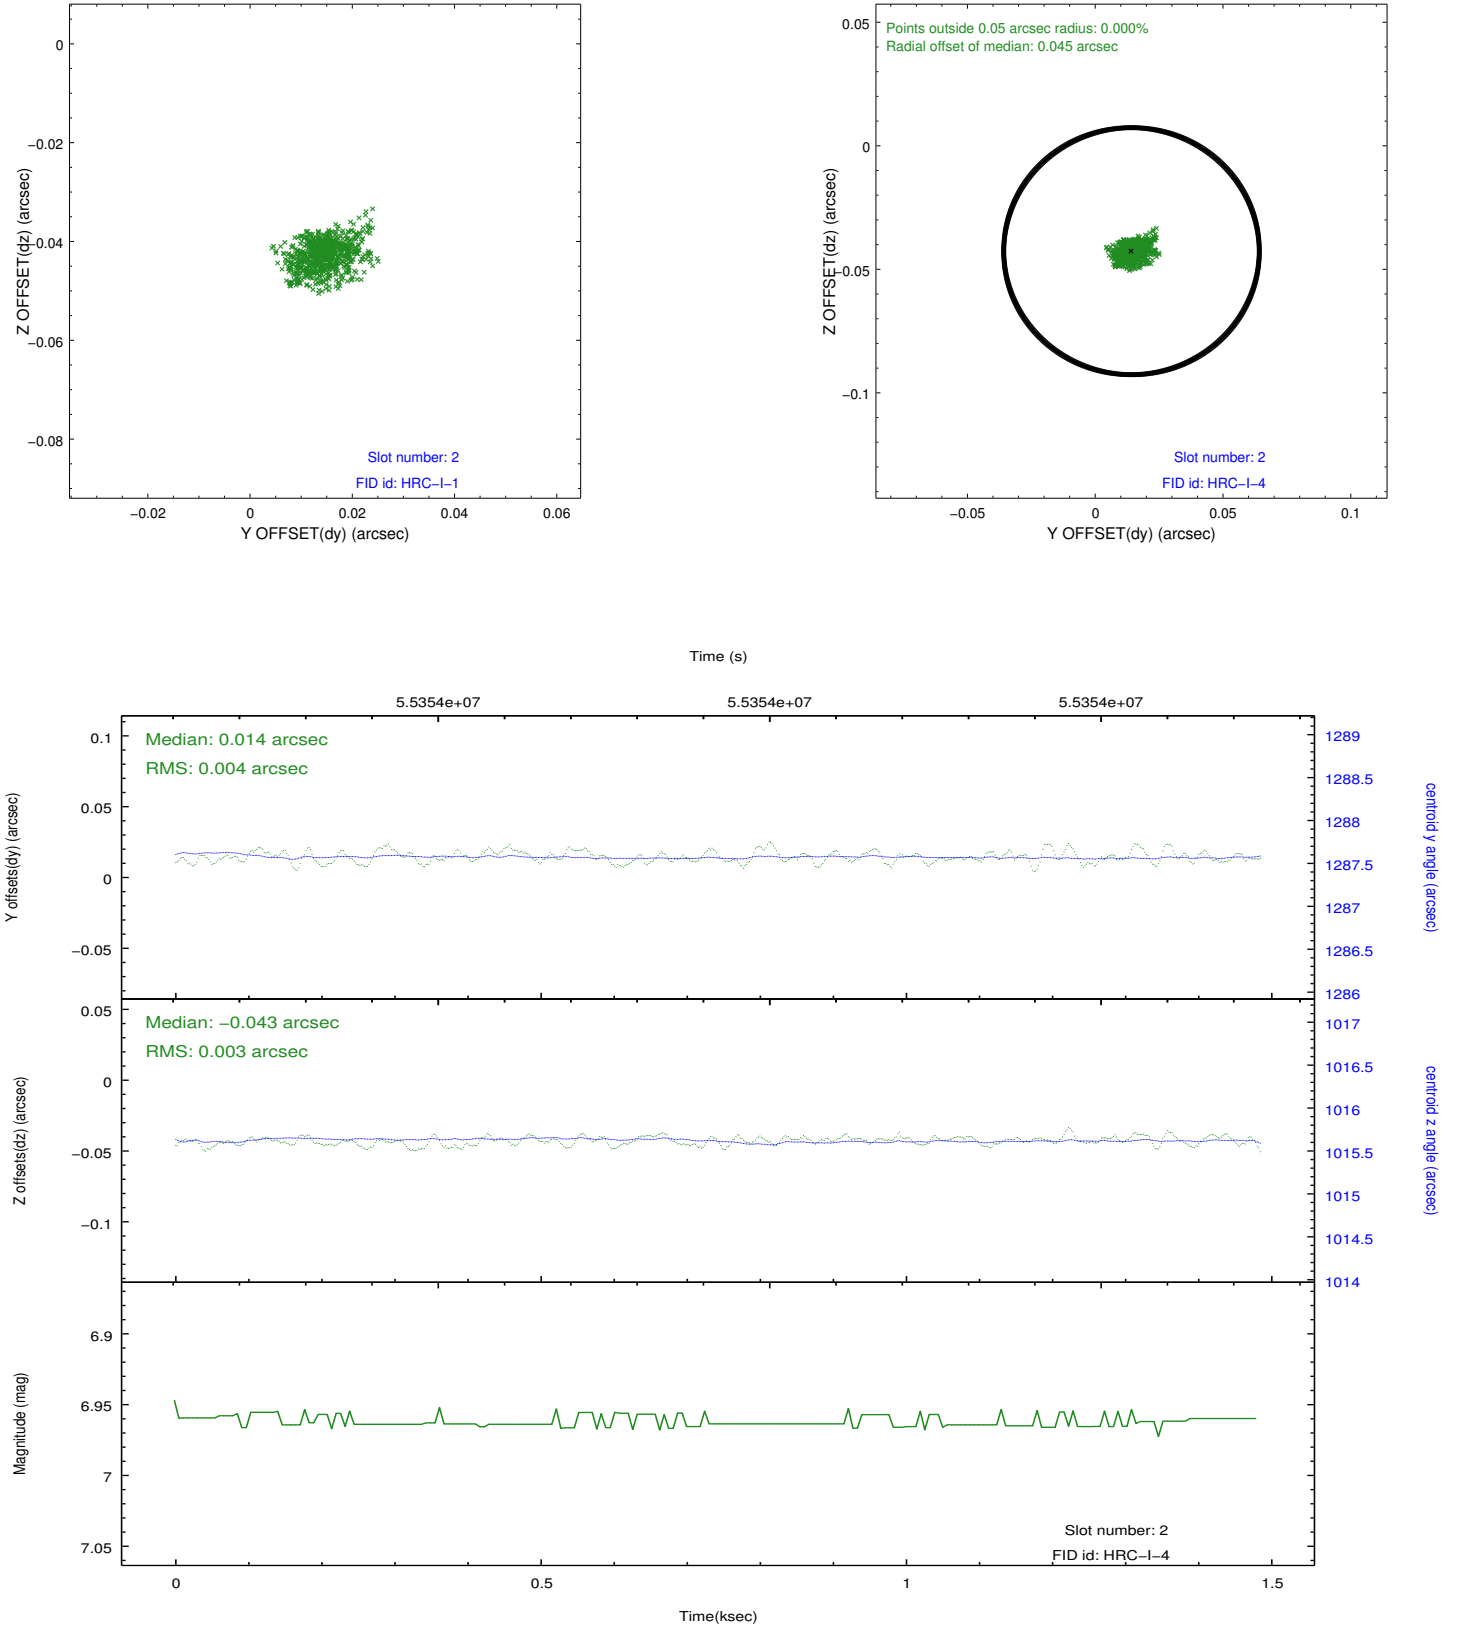 0
−0.02
−0.04
−0.06
−0.08
Z OFFSET(dz) (arcsec)
Slot number: 2
FID id: HRC−I−1
−0.02
0
0.02
0.04
0.06
Y OFFSET(dy) (arcsec)
Points outside 0.05 arcsec radius: 0.000%
Radial offset of median: 0.045 arcsec
0.05
0
−0.05
−0.1
Z OFFSET(dz) (arcsec)
Slot number: 2
FID id: HRC−I−4
−0.05
0
0.05
0.1
Y OFFSET(dy) (arcsec)
Time (s)
5.5354e+07
5.5354e+07
5.5354e+07
Median: 0.014 arcsec
RMS: 0.004 arcsec
0.1
0.05
0
−0.05
Y offsets(dy) (arcsec)
1289
1288.5
1288
1287.5
1287
1286.5
1286
centroid y angle (arcsec)
Median: −0.043 arcsec
RMS: 0.003 arcsec
0.05
0
−0.05
−0.1
Z offsets(dz) (arcsec)
1017
1016.5
1016
1015.5
1015
1014.5
1014
centroid z angle (arcsec)
6.9
6.95
7
7.05
Magnitude (mag)
Slot number: 2
FID id: HRC−I−4
0
0.5
1
1.5
Time(ksec)